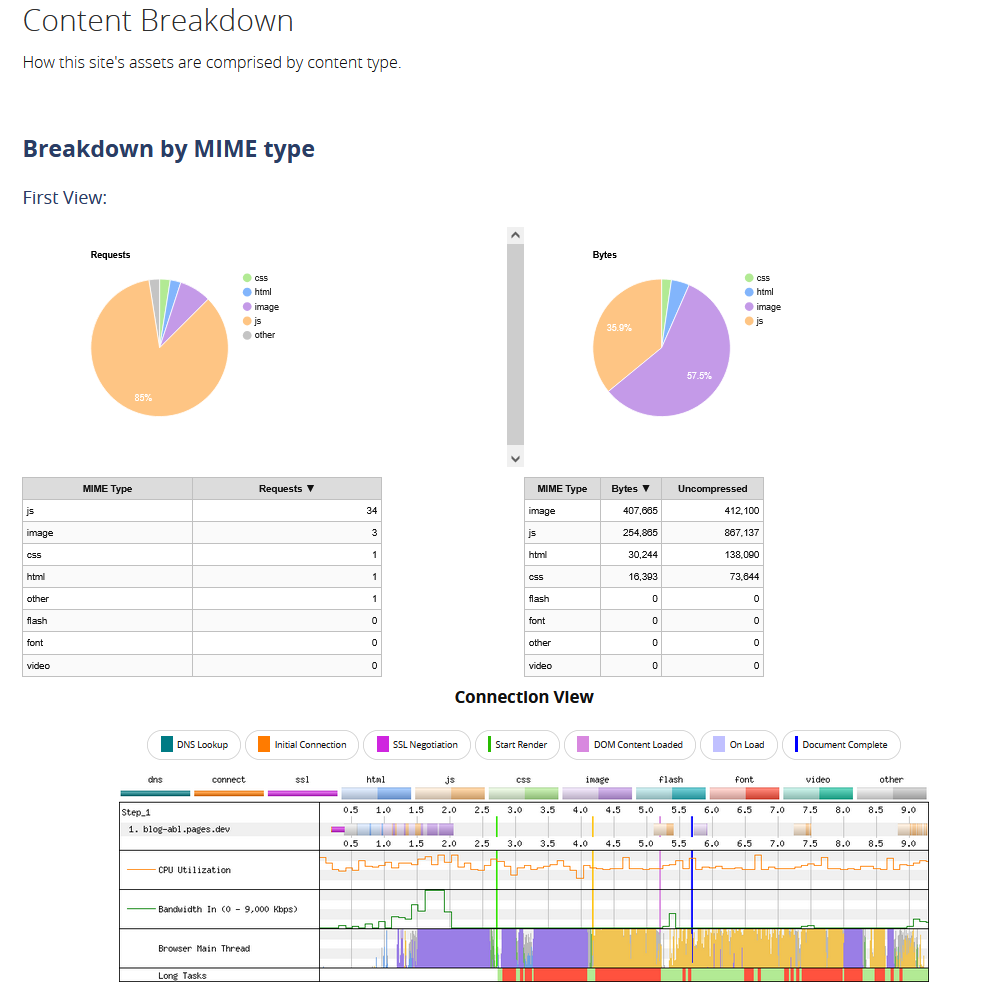 Content Breakdown
How this site's assets are comprised by content type.
Breakdown by MIME type
First View:
Requests
css
html
image
js
other
85%
Bytes
css
html
image
js
35.9%
57.5%
MIME Type Requests ▼
js 34
image 3
css 1
html 1
other 1
flash 0
font 0
video 0
MIME Type Bytes ▼ Uncompressed
image 407,665 412,100
js 254,865 867,137
html 30,244 138,090
css 16,393 73,644
flash 0 0
font 0 0
other 0 0
video 0 0
Connection View
DNS Lookup Initial Connection SSL Negotiation Start Render DOM Content Loaded On Load Document Complete
dns connect ssl html js css image flash font video other
Step_1 0.5 1.0 1.5 2.0 2.5 3.0 3.5 4.0 4.5 5.0 5.5 6.0 6.5 7.0 7.5 8.0 8.5 9.0
1. blog-abl.pages.dev
0.5 1.0 1.5 2.0 2.5 3.0 3.5 4.0 4.5 5.0 5.5 6.0 6.5 7.0 7.5 8.0 8.5 9.0
CPU Utilization
Bandwidth In (0 - 9,000 Kbps)
Browser Main Thread
Long Tasks